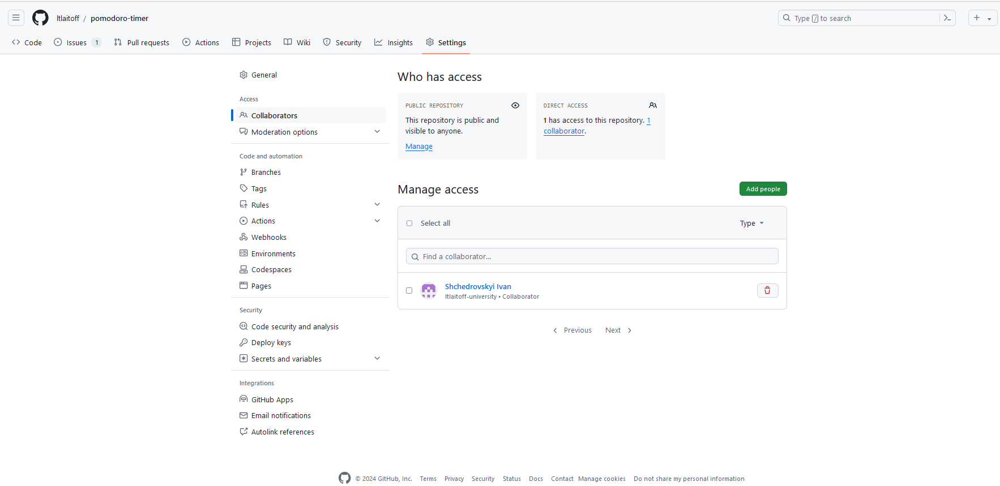 ltlaitoff / pomodoro-timer
Type / to search
Code
Issues 1
Pull requests
Actions
Projects
Wiki
Security
Insights
Settings
General
Access
Collaborators
Moderation options
Code and automation
Branches
Tags
Rules
Actions
Webhooks
Environments
Codespaces
Pages
Security
Code security and analysis
Deploy keys
Secrets and variables
Integrations
GitHub Apps
Email notifications
Autolink references
Who has access
PUBLIC REPOSITORY
This repository is public and
visible to anyone.
Manage
DIRECT ACCESS
1 has access to this repository. 1
collaborator.
Manage access
Add people
Select all
Type
Find a collaborator...
Shchedrovskyi Ivan
ltlaitoff-university • Collaborator
Previous Next
© 2024 GitHub, Inc. Terms Privacy Security Status Docs Contact Manage cookies Do not share my personal information